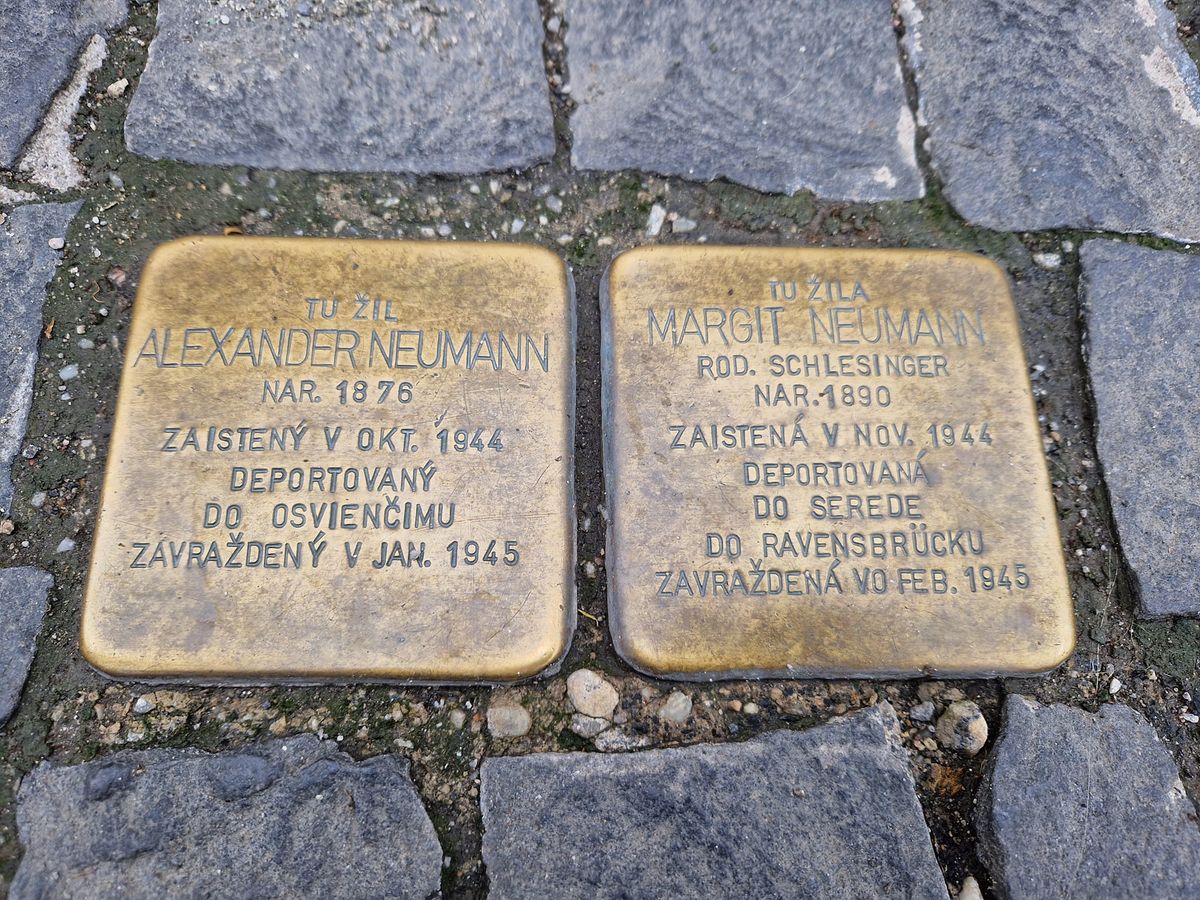 TU ŽIL
ALEXANDER NEUMANN
NAR. 1876
ZAISTENÝ V OKT. 1944
DEPORTOVANÝ
DO OSVIENČIMU
ZAVRAŽDENÝ V JAN. 1945
TU ŽILA
MARGIT NEUMANN
ROD. SCHLESINGER
NAR. 1890
ZAISTENÁ V NOV. 1944
DEPORTOVANÁ
DO SEREDE
DO RAVENSBRÜCKU
ZAVRAŽDENÁ VO FEB. 1945